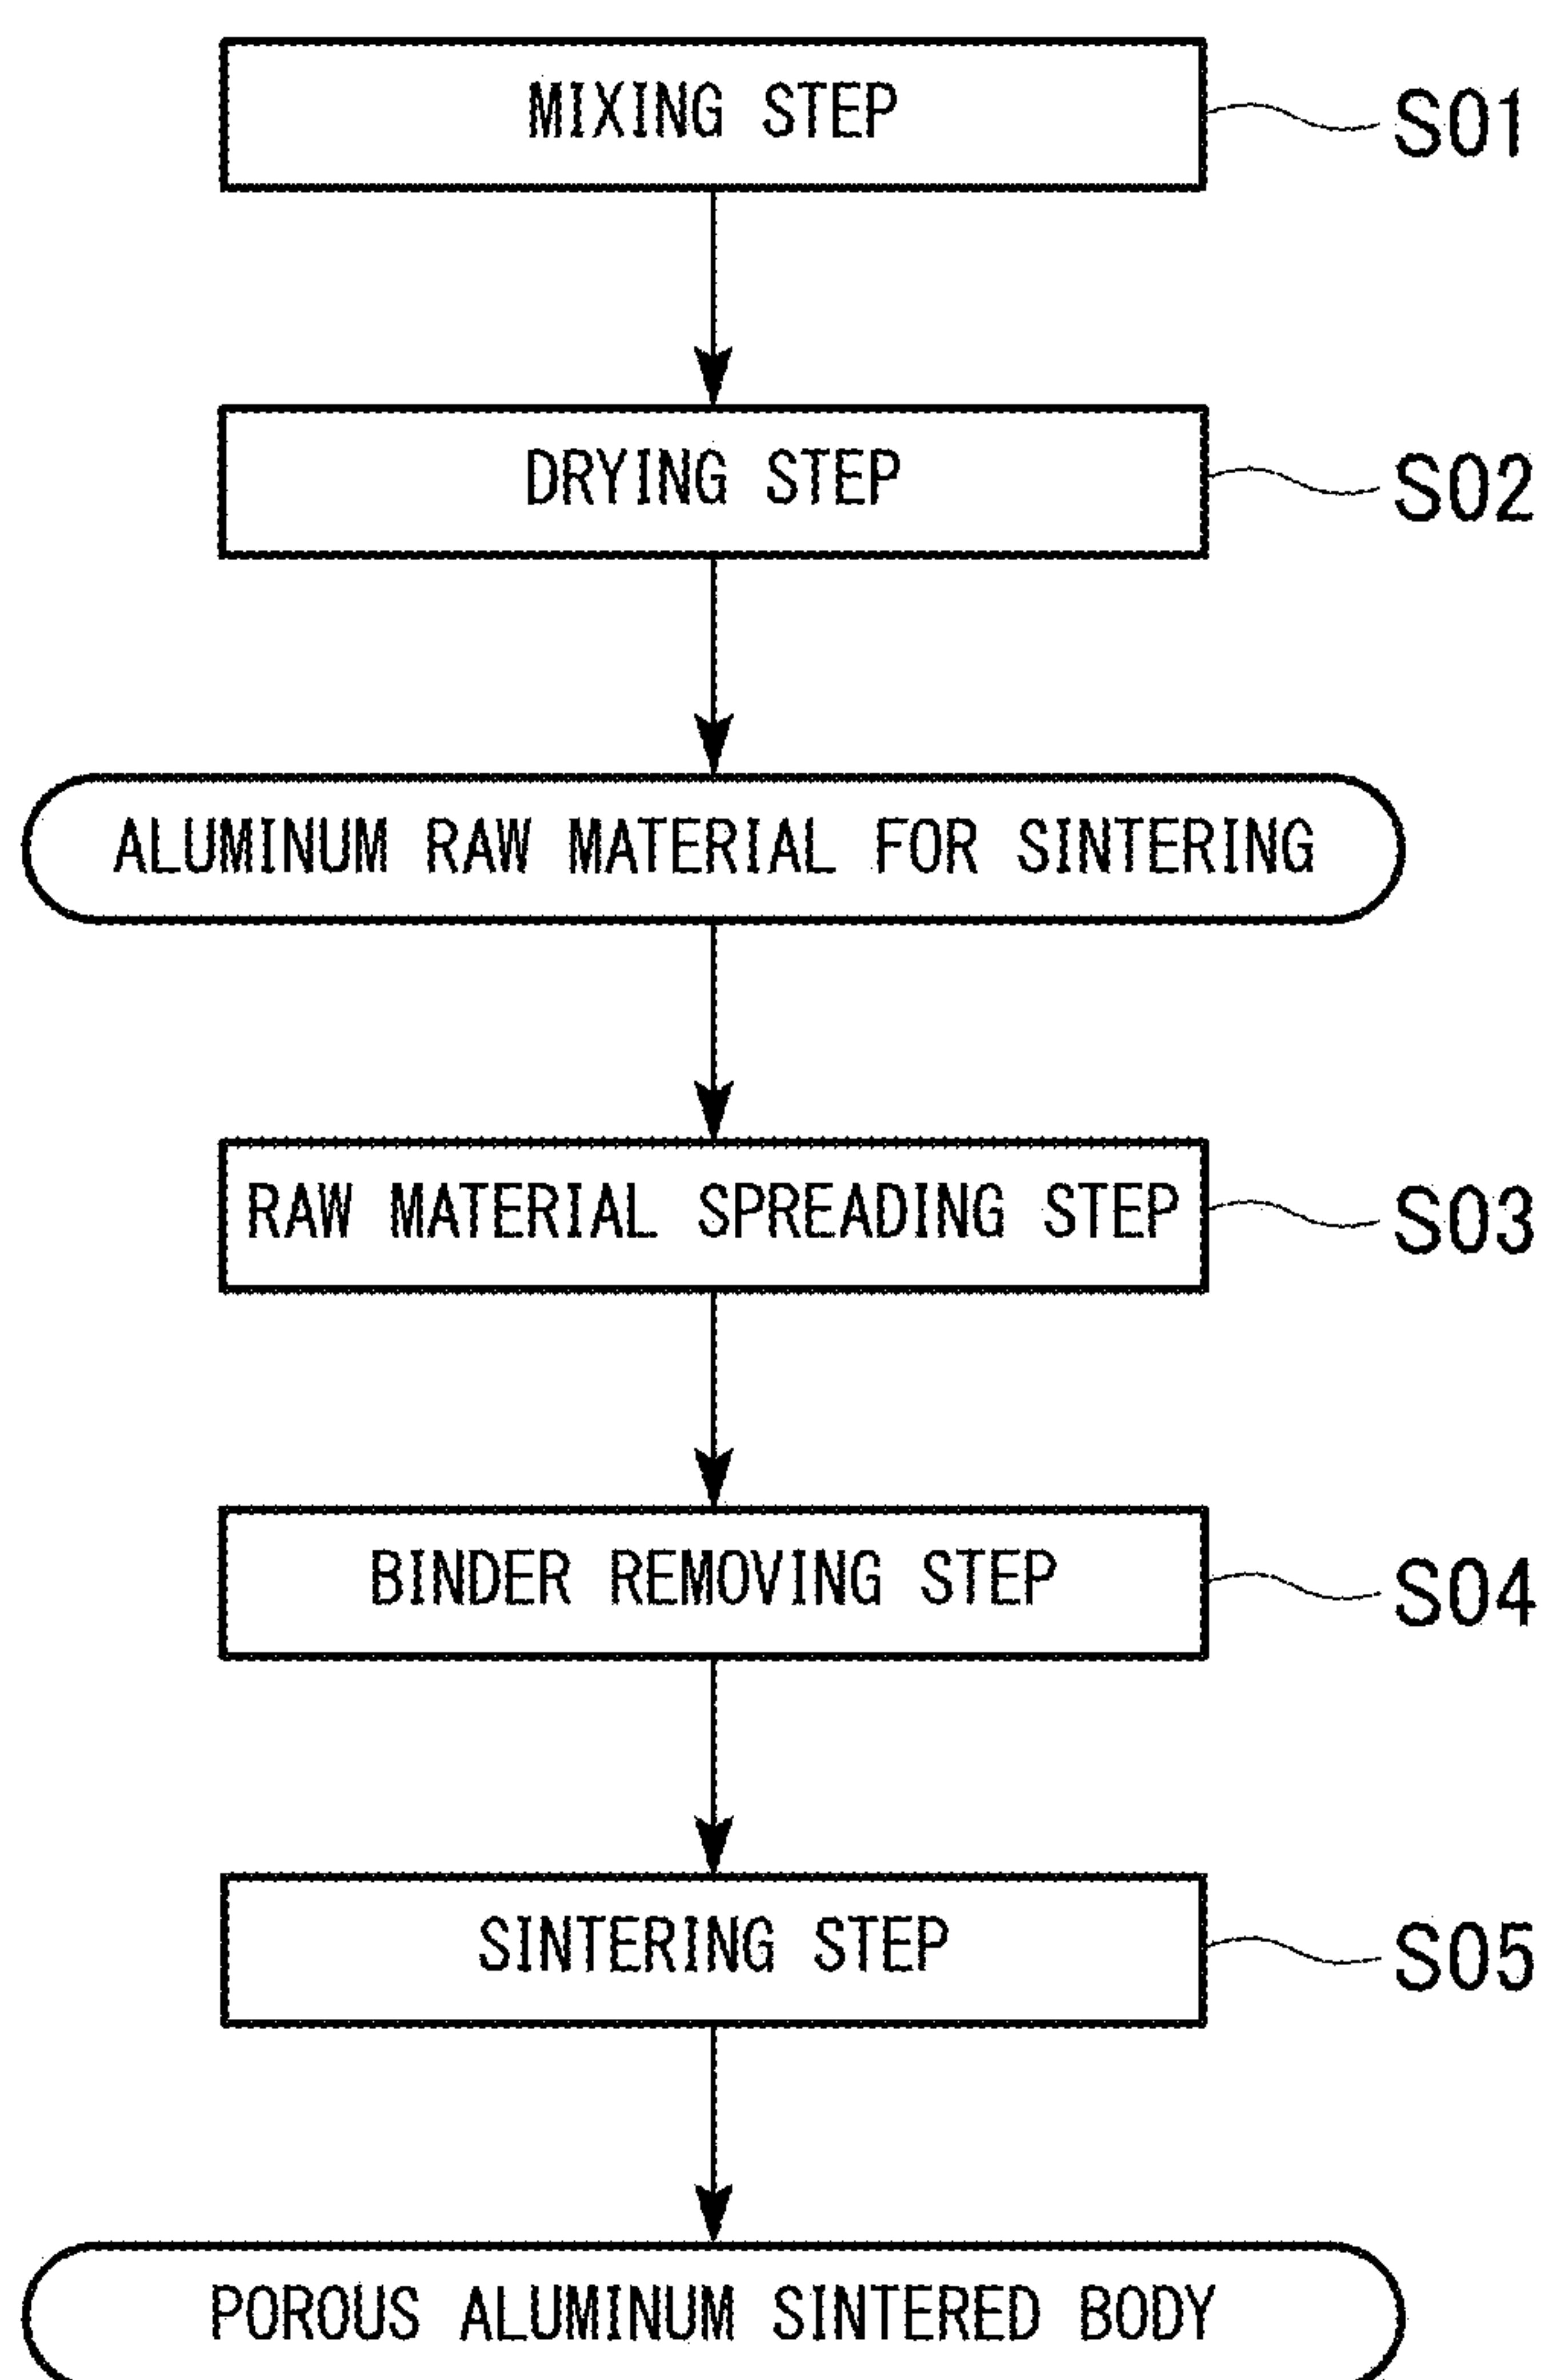 MIXING STEP S01
DRYING STEP S02
ALUMINUM RAW MATERIAL FOR SINTERING
RAW MATERIAL SPREADING STEP S03
BINDER REMOVING STEP S04
SINTERING STEP S05
POROUS ALUMINUM SINTERED BODY